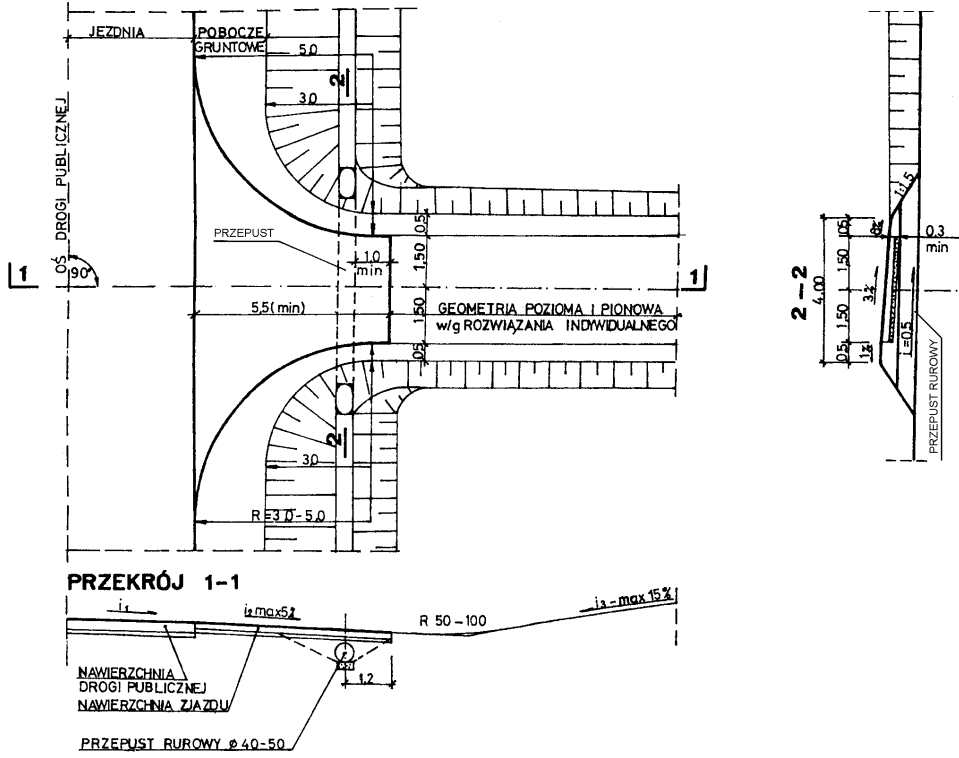 JEZDNIA
POBOCZE
GRUNTOWE
5.0
3.0
2
OŚ DROGI PUBLICZNEJ
90°
PRZEPUST
1.0
min
0.5
1.50
1
1
5,5(min)
1.50
0.5
GEOMETRIA POZIOMA I PIONOWA
w/g ROZWIĄZANIA INDYWIDUALNEGO
2
3.0
R=3.0-5.0
1:1.5
0.3
min
2-2
4.00
0.5
1.50
1.50
0.5
8%
3%
1%
i=0.5
PRZEPUST RUROWY
PRZEKRÓJ 1-1
i₁
i₂ max5%
R 50-100
i₃-max 15%
NAWIERZCHNIA
DROGI PUBLICZNEJ
NAWIERZCHNIA ZJAZDU
1,2
PRZEPUST RUROWY ø 40-50